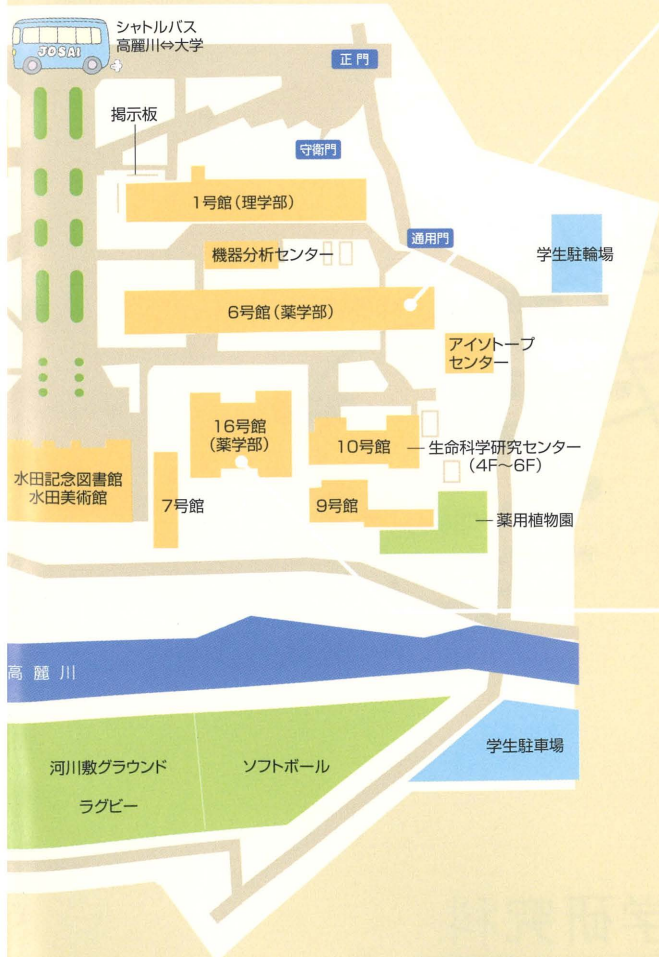 シャトルバス
高麗川⇔大学
JOSAI
正門
掲示板
守衛門
1号館（理学部）
通用門
機器分析センター
学生駐輪場
6号館（薬学部）
アイソトープ
センター
16号館
（薬学部）
10号館
生命科学研究センター
（4F～6F）
水田記念図書館
水田美術館
7号館
9号館
薬用植物園
高麗川
学生駐車場
河川敷グラウンド
ソフトボール
ラグビー